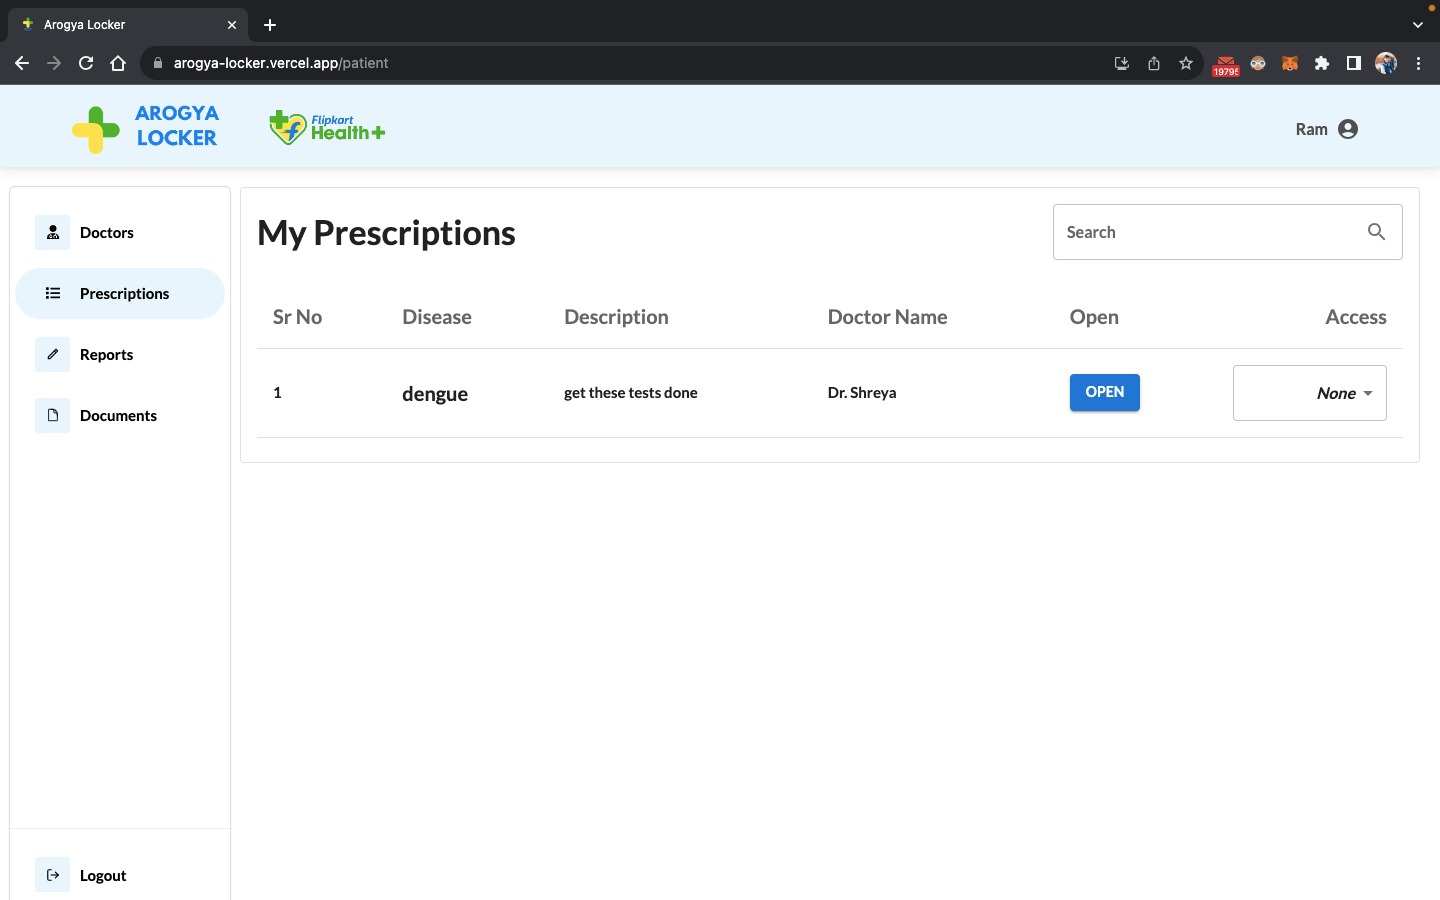 Arogya Locker
arogya-locker.vercel.app/patient
19795
AROGYA
LOCKER
Flipkart
Health+
Ram
Doctors
Prescriptions
Reports
Documents
Logout
My Prescriptions
Search
Sr No Disease Description Doctor Name Open Access
1 dengue get these tests done Dr. Shreya OPEN None